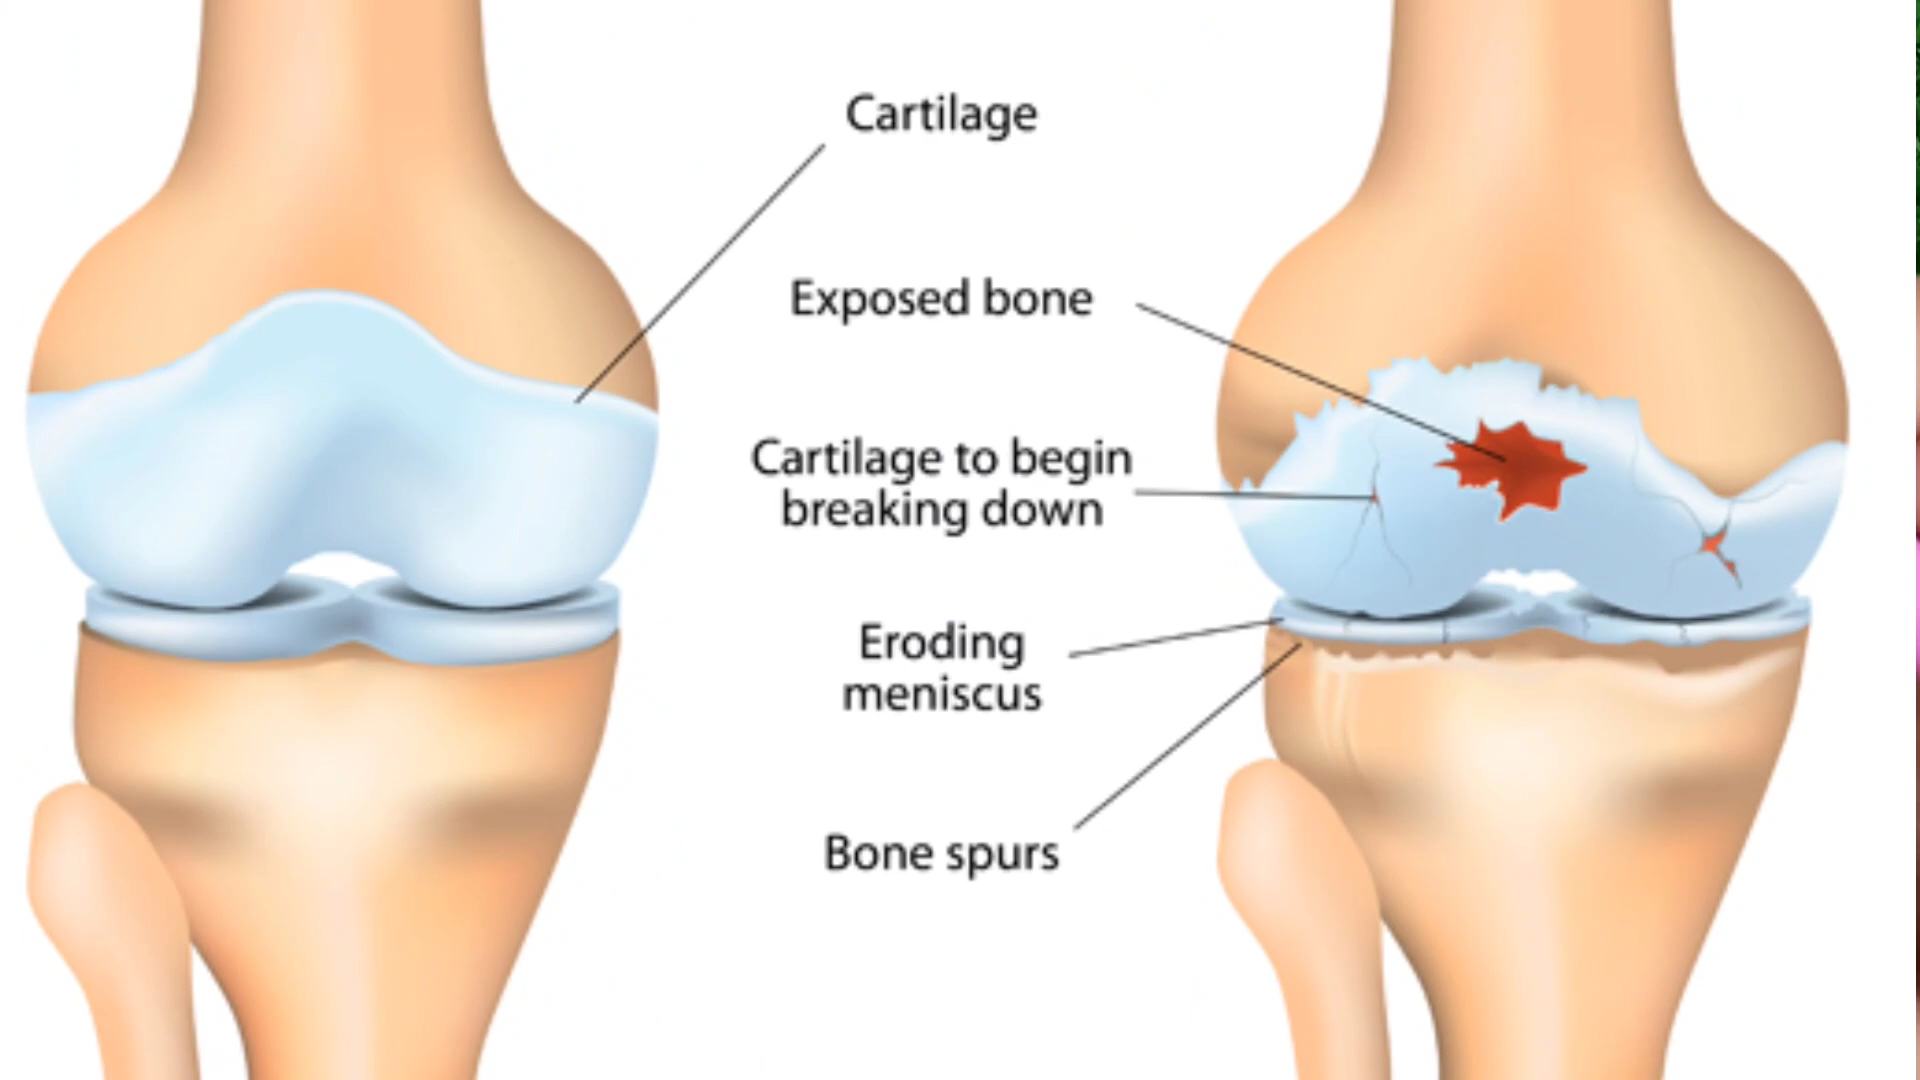 Cartilage
Exposed bone
Cartilage to begin
breaking down
Eroding
meniscus
Bone spurs